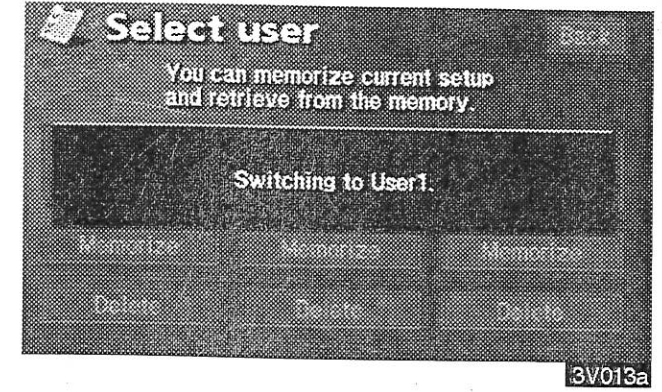 Select user Back
You can memorize current setup
and retrieve from the memory.
Switching to User1.
Memorize Memorize Memorize
Delete Delete Delete
3V013a